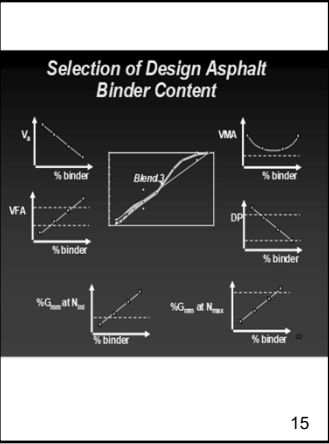 Selection of Design Asphalt
Binder Content
Va
% binder
VMA
% binder
Blend 3
VFA
% binder
DP
% binder
%Gmm at Nini
% binder
%Gmm at Nmax
% binder
15